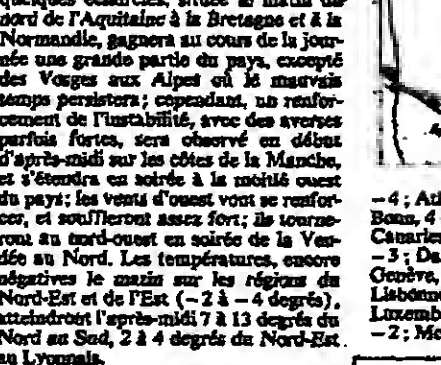 nord de l'Aquitaine à la Bretagne et à la
Normandie, gagnera au cours de la jour-
née une grande partie du pays, excepté
des Vosges aux Alpes où le mauvais
temps persistera; cependant, un renfor-
cement de l'instabilité, avec des averses
parfois fortes, sera observé en début
d'après-midi sur les côtes de la Manche,
et s'étendra en soirée à la moitié ouest
du pays; les vents d'ouest vont se renfor-
cer, et souffleront assez fort; ils tourne-
ront au nord-ouest en soirée de la Ven-
dée au Nord. Les températures, encore
négatives le matin sur les régions du
Nord-Est et de l'Est (-2 à -4 degrés),
atteindront l'après-midi 7 à 13 degrés du
Nord au Sud, 2 à 4 degrés du Nord-Est
au Lyonnais.
-4; Atl
Bonn, 4
Canaries
-3; Da
Genève,
Lisbonne
Luxemb
-2; Mo